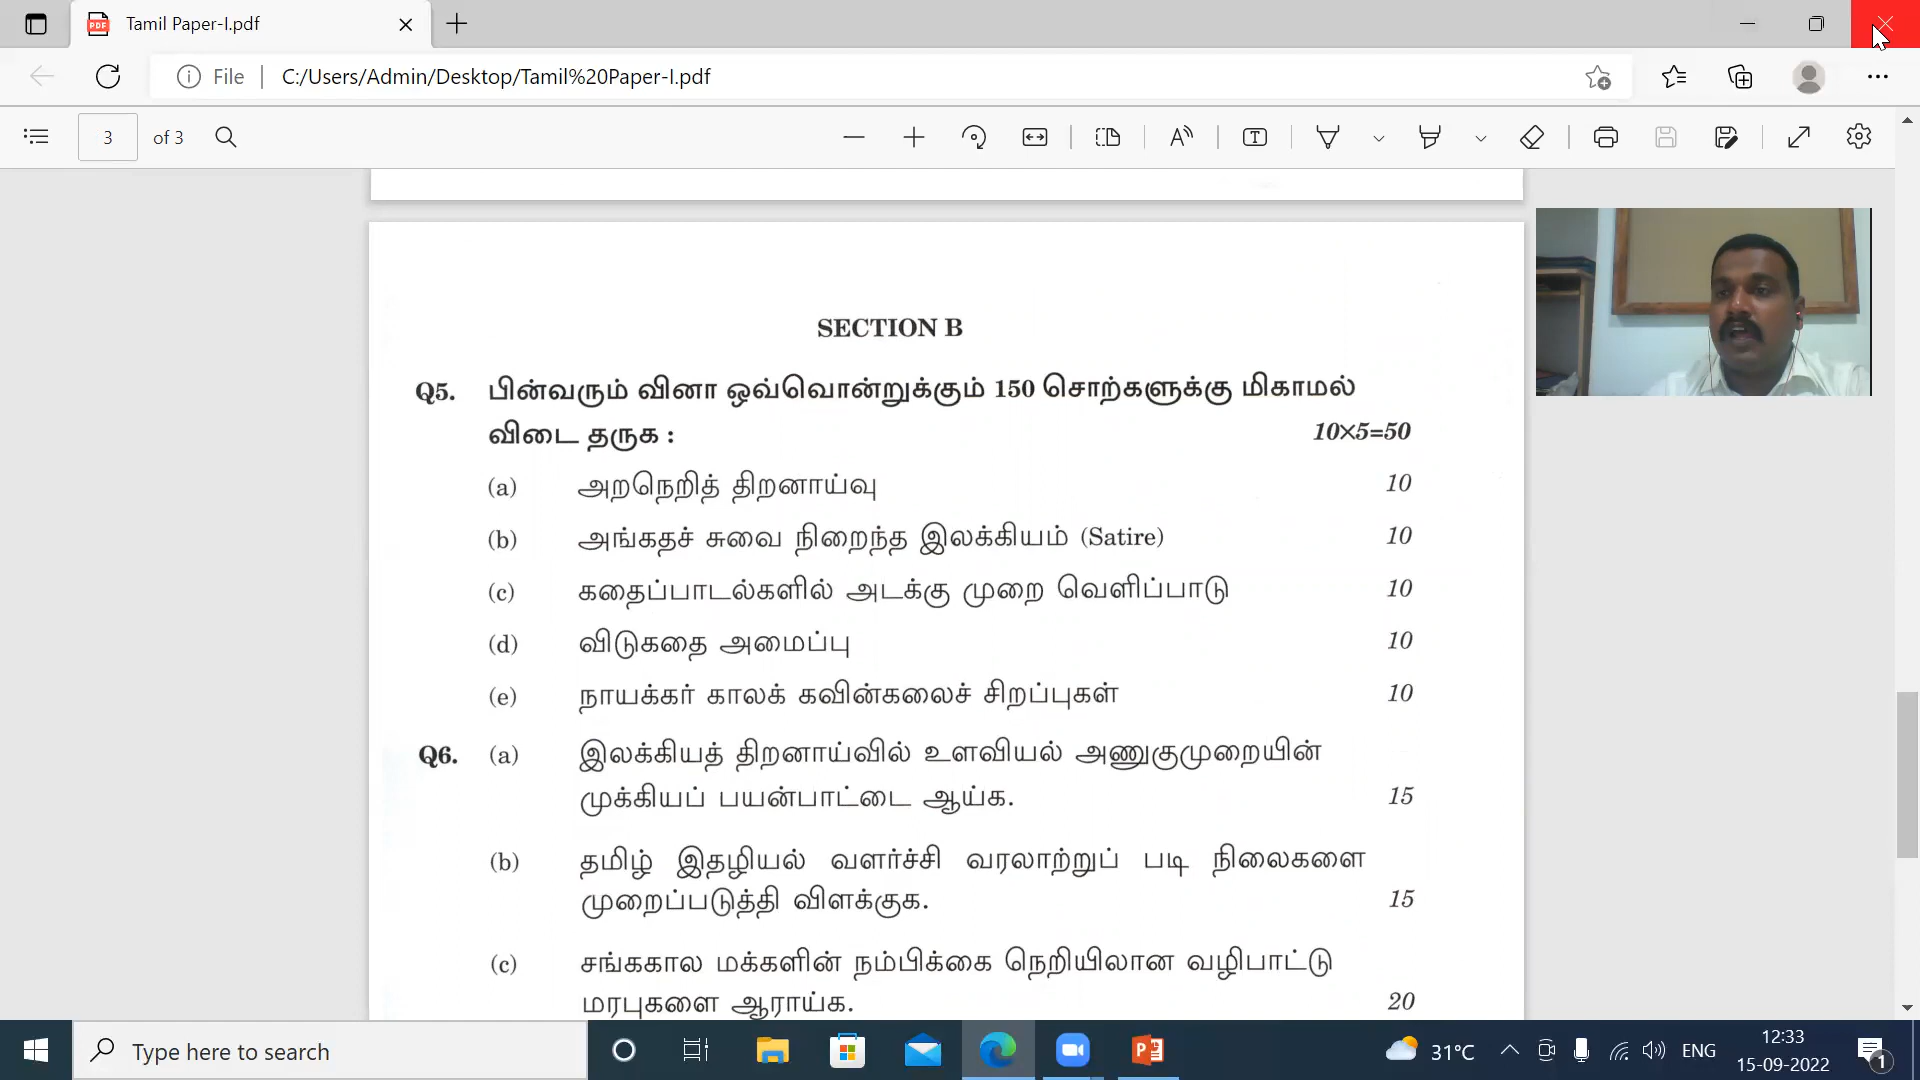 Tamil Paper-I.pdf
File
C:/Users/Admin/Desktop/Tamil%20Paper-I.pdf
3 of 3
SECTION B
Q5. பின்வரும் வினா ஒவ்வொன்றுக்கும் 150 சொற்களுக்கு மிகாமல்
விடை தருக : 10×5=50
(a) அறநெறித் திறனாய்வு 10
(b) அங்கதச் சுவை நிறைந்த இலக்கியம் (Satire) 10
(c) கதைப்பாடல்களில் அடக்கு முறை வெளிப்பாடு 10
(d) விடுகதை அமைப்பு 10
(e) நாயக்கர் காலக் கவின்கலைச் சிறப்புகள் 10
Q6. (a) இலக்கியத் திறனாய்வில் உளவியல் அணுகுமுறையின்
முக்கியப் பயன்பாட்டை ஆய்க. 15
(b) தமிழ் இதழியல் வளர்ச்சி வரலாற்றுப் படி நிலைகளை
முறைப்படுத்தி விளக்குக. 15
(c) சங்ககால மக்களின் நம்பிக்கை நெறியிலான வழிபாட்டு
மரபுகளை ஆராய்க. 20
Type here to search
31°C
ENG
12:33
15-09-2022
1